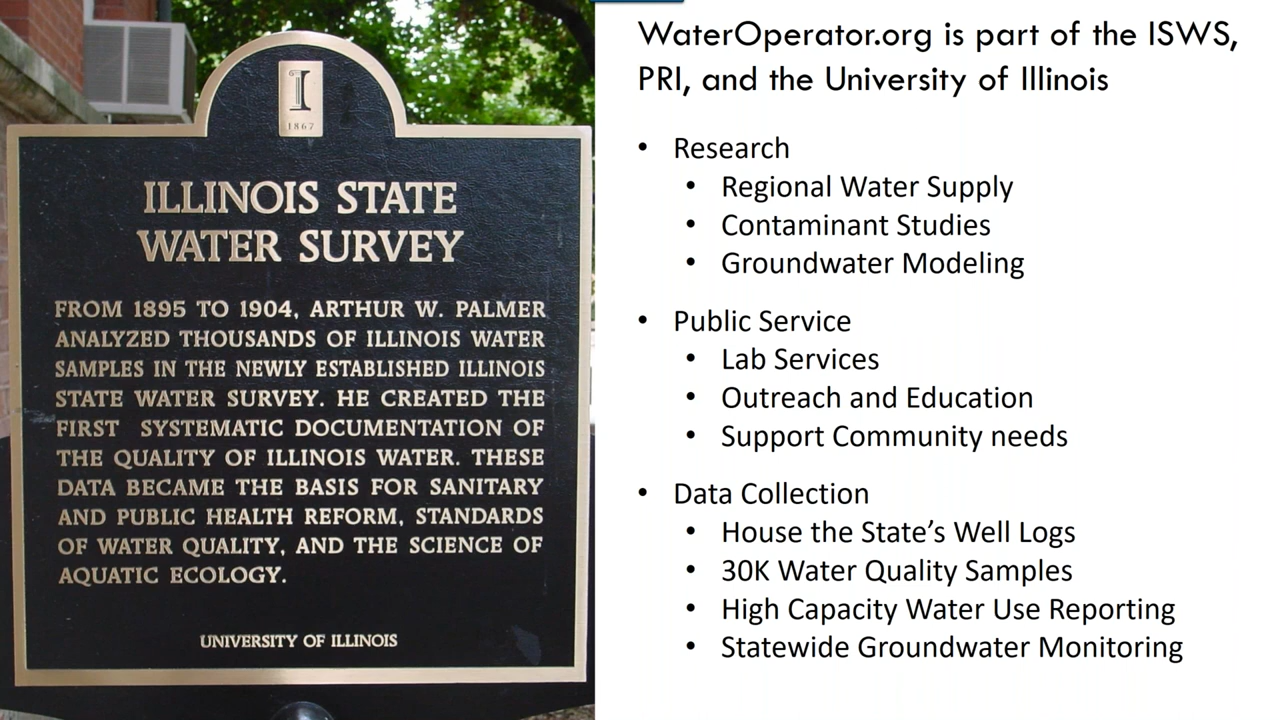 I
1867
ILLINOIS STATE
WATER SURVEY
FROM 1895 TO 1904, ARTHUR W. PALMER
ANALYZED THOUSANDS OF ILLINOIS WATER
SAMPLES IN THE NEWLY ESTABLISHED ILLINOIS
STATE WATER SURVEY. HE CREATED THE
FIRST SYSTEMATIC DOCUMENTATION OF
THE QUALITY OF ILLINOIS WATER. THESE
DATA BECAME THE BASIS FOR SANITARY
AND PUBLIC HEALTH REFORM, STANDARDS
OF WATER QUALITY, AND THE SCIENCE OF
AQUATIC ECOLOGY.
UNIVERSITY OF ILLINOIS
WaterOperator.org is part of the ISWS,
PRI, and the University of Illinois
• Research
• Regional Water Supply
• Contaminant Studies
• Groundwater Modeling
• Public Service
• Lab Services
• Outreach and Education
• Support Community needs
• Data Collection
• House the State’s Well Logs
• 30K Water Quality Samples
• High Capacity Water Use Reporting
• Statewide Groundwater Monitoring